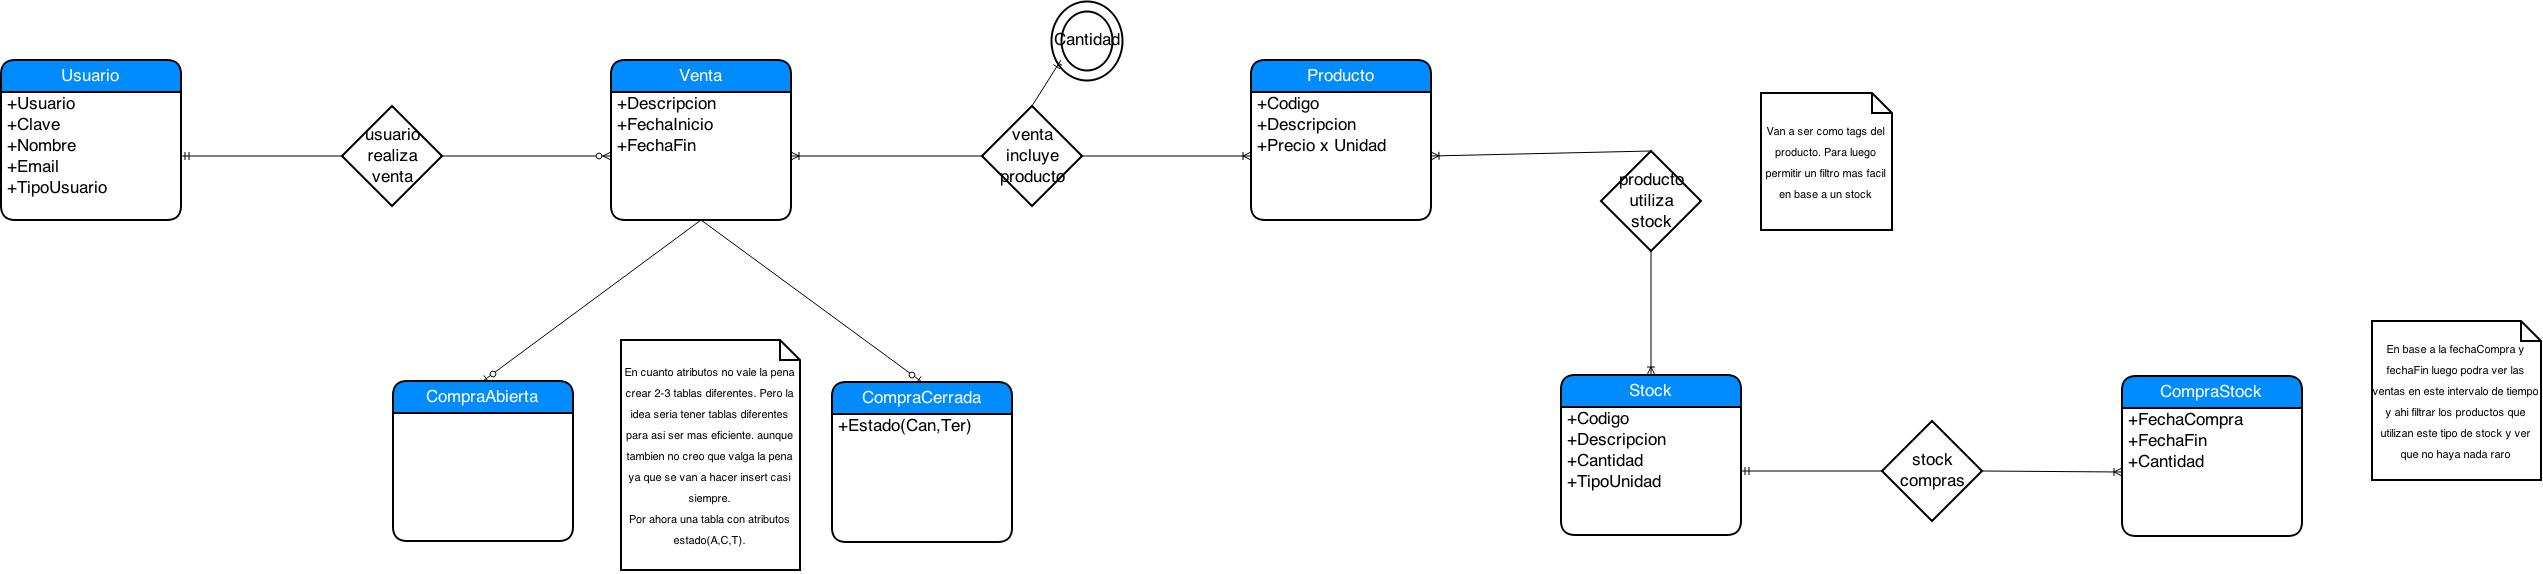 Cantidad
Usuario
+Usuario
+Clave
+Nombre
+Email
+TipoUsuario
usuario
realiza
venta
Venta
+Descripcion
+FechaInicio
+FechaFin
venta
incluye
producto
Producto
+Codigo
+Descripcion
+Precio x Unidad
producto
utiliza
stock
Van a ser como tags del
producto. Para luego
permitir un filtro mas facil
en base a un stock
CompraAbierta
En cuanto atributos no vale la pena
crear 2-3 tablas diferentes. Pero la
idea seria tener tablas diferentes
para asi ser mas eficiente. aunque
tambien no creo que valga la pena
ya que se van a hacer insert casi
siempre.
Por ahora una tabla con atributos
estado(A,C,T).
CompraCerrada
+Estado(Can,Ter)
Stock
+Codigo
+Descripcion
+Cantidad
+TipoUnidad
stock
compras
CompraStock
+FechaCompra
+FechaFin
+Cantidad
En base a la fechaCompra y
fechaFin luego podra ver las
ventas en este intervalo de tiempo
y ahi filtrar los productos que
utilizan este tipo de stock y ver
que no haya nada raro